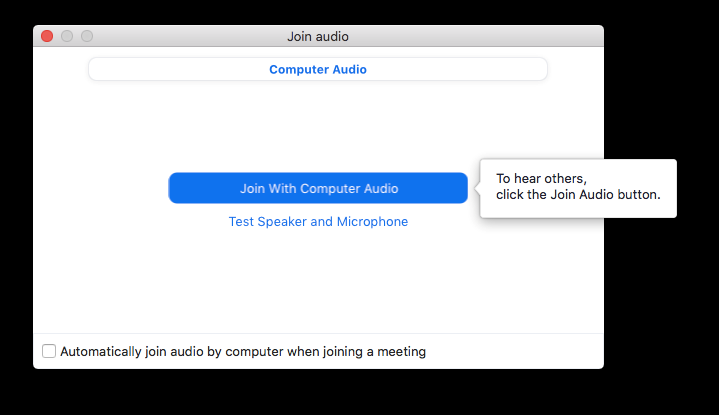 Join audio
Computer Audio
Join With Computer Audio
To hear others,
click the Join Audio button.
Test Speaker and Microphone
Automatically join audio by computer when joining a meeting